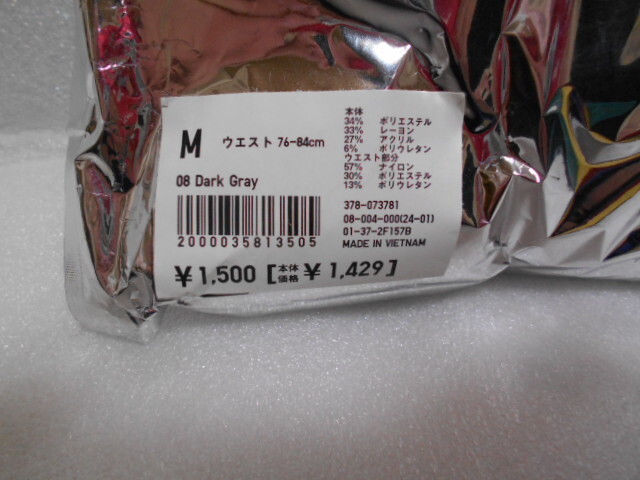 M ウエスト 76-84cm
08 Dark Gray
2000035813505
¥1,500 [本体価格 ¥1,429]
本体
34% ポリエステル
33% レーヨン
27% アクリル
6% ポリウレタン
ウエスト部分
57% ナイロン
30% ポリエステル
13% ポリウレタン
378-073781
08-004-000(24-01)
01-37-2F157B
MADE IN VIETNAM